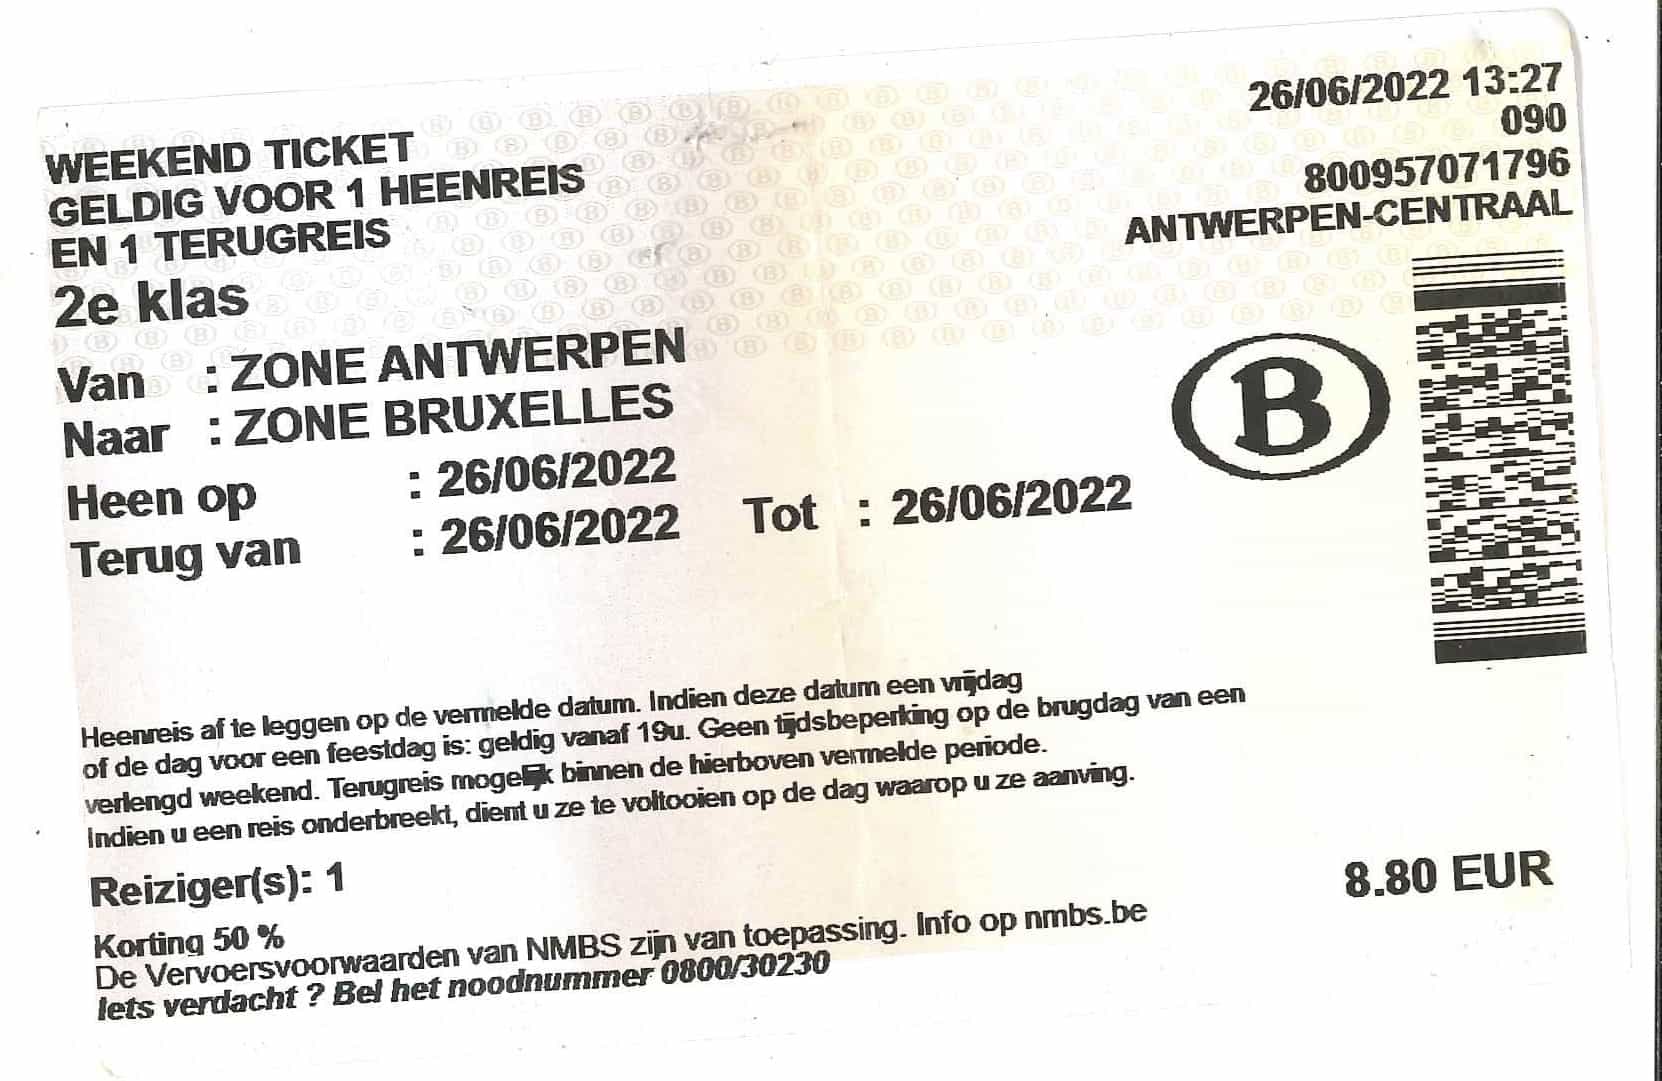 26/06/2022 13:27
090
800957071796
ANTWERPEN-CENTRAAL
WEEKEND TICKET
GELDIG VOOR 1 HEENREIS
EN 1 TERUGREIS
2e klas
Van : ZONE ANTWERPEN
Naar : ZONE BRUXELLES
Heen op : 26/06/2022
Terug van : 26/06/2022 Tot : 26/06/2022
B
Heenreis af te leggen op de vermelde datum. Indien deze datum een vrijdag
of de dag voor een feestdag is: geldig vanaf 19u. Geen tijdsbeperking op de brugdag van een
verlengd weekend. Terugreis mogelijk binnen de hierboven vermelde periode.
Indien u een reis onderbreekt, dient u ze te voltooien op de dag waarop u ze aanving.
Reiziger(s): 1
8.80 EUR
Korting 50 %
De Vervoersvoorwaarden van NMBS zijn van toepassing. Info op nmbs.be
Iets verdacht ? Bel het noodnummer 0800/30230